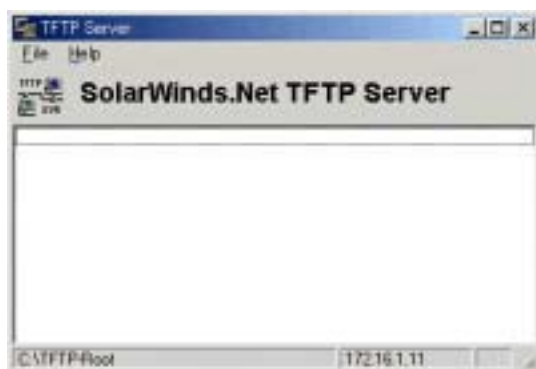 TFTP Server
File Help
SolarWinds.Net TFTP Server
C:\TFTP-Root 172.16.1.11